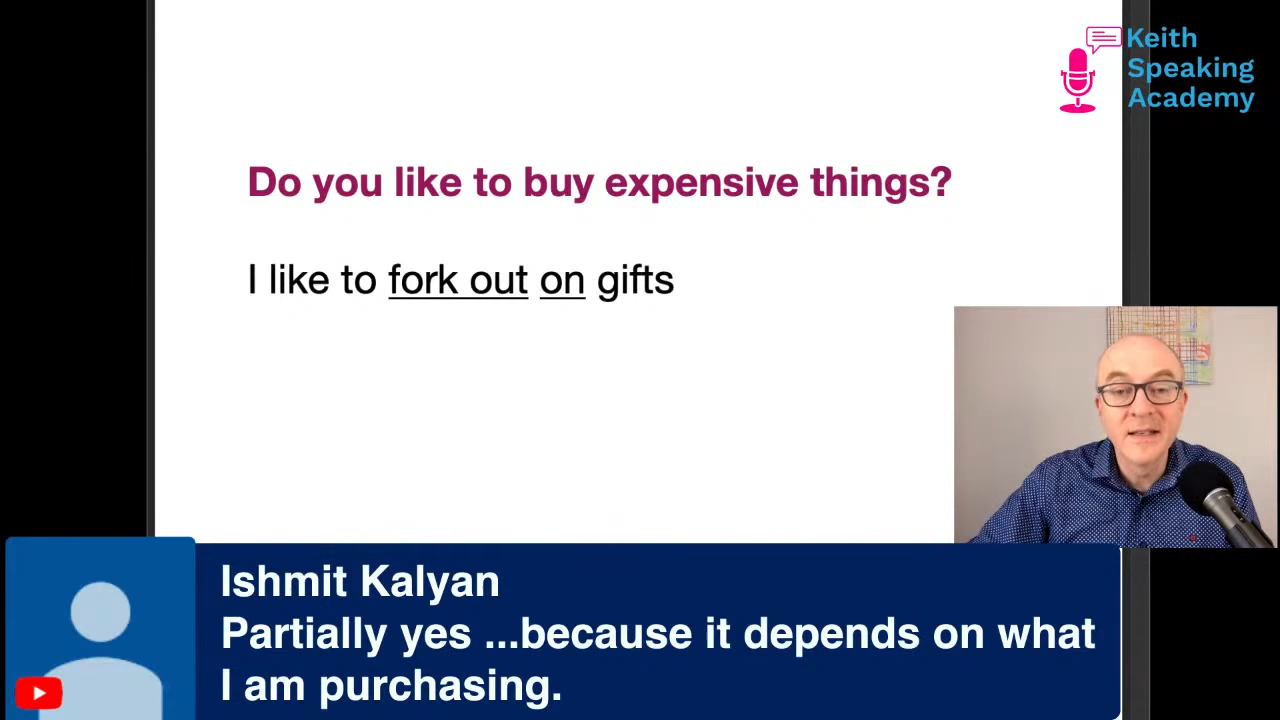 Keith
Speaking
Academy
Do you like to buy expensive things?
I like to fork out on gifts
Ishmit Kalyan
Partially yes ...because it depends on what
I am purchasing.